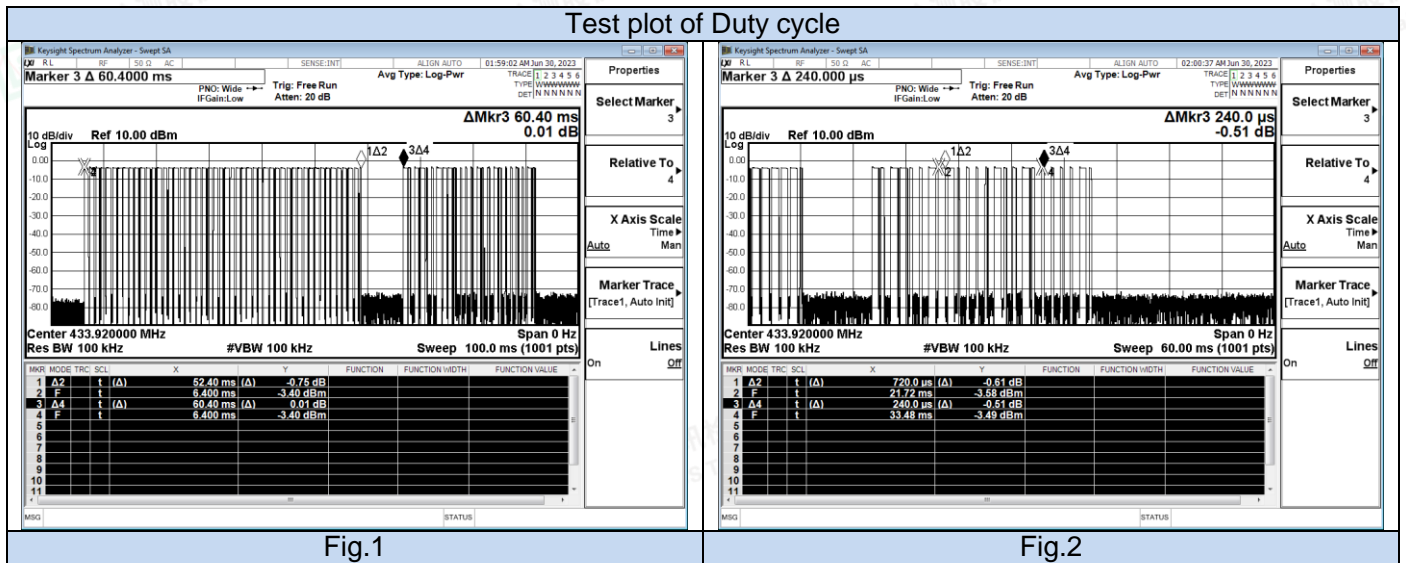 Test plot of Duty cycle
Keysight Spectrum Analyzer - Swept SA
RL RF 50 Ω AC SENSE:INT ALIGN AUTO 01:59:02 AM Jun 30, 2023
Marker 3 Δ 60.4000 ms
PNO: Wide
IFGain:Low
Trig: Free Run
Atten: 20 dB
Avg Type: Log-Pwr
TRACE 1 2 3 4 5 6
TYPE WWWWWW
DET N N N N N N
ΔMkr3 60.40 ms
0.01 dB
10 dB/div Ref 10.00 dBm
Log
0.00
-10.0
-20.0
-30.0
-40.0
-50.0
-60.0
-70.0
-80.0
1Δ2
3Δ4
Center 433.920000 MHz Span 0 Hz
Res BW 100 kHz #VBW 100 kHz Sweep 100.0 ms (1001 pts)
MKR MODE TRC SCL X Y FUNCTION FUNCTION WIDTH FUNCTION VALUE
1 Δ2 t (Δ) 52.40 ms (Δ) -0.75 dB
2 F t 6.400 ms -3.40 dBm
3 Δ4 t (Δ) 60.40 ms (Δ) 0.01 dB
4 F t 6.400 ms -3.40 dBm
5
6
7
8
9
10
11
MSG STATUS
Properties
Select Marker
3
Relative To
4
X Axis Scale
Time
Auto Man
Marker Trace
[Trace1, Auto Init]
Lines
On Off
Keysight Spectrum Analyzer - Swept SA
RL RF 50 Ω AC SENSE:INT ALIGN AUTO 02:00:37 AM Jun 30, 2023
Marker 3 Δ 240.000 µs
PNO: Wide
IFGain:Low
Trig: Free Run
Atten: 20 dB
Avg Type: Log-Pwr
TRACE 1 2 3 4 5 6
TYPE WWWWWW
DET N N N N N N
ΔMkr3 240.0 µs
-0.51 dB
10 dB/div Ref 10.00 dBm
Log
0.00
-10.0
-20.0
-30.0
-40.0
-50.0
-60.0
-70.0
-80.0
1Δ2
2
3Δ4
4
Center 433.920000 MHz Span 0 Hz
Res BW 100 kHz #VBW 100 kHz Sweep 60.00 ms (1001 pts)
MKR MODE TRC SCL X Y FUNCTION FUNCTION WIDTH FUNCTION VALUE
1 Δ2 t (Δ) 720.0 µs (Δ) -0.61 dB
2 F t 21.72 ms -3.58 dBm
3 Δ4 t (Δ) 240.0 µs (Δ) -0.51 dB
4 F t 33.48 ms -3.49 dBm
5
6
7
8
9
10
11
MSG STATUS
Properties
Select Marker
3
Relative To
4
X Axis Scale
Time
Auto Man
Marker Trace
[Trace1, Auto Init]
Lines
On Off
Fig.1
Fig.2